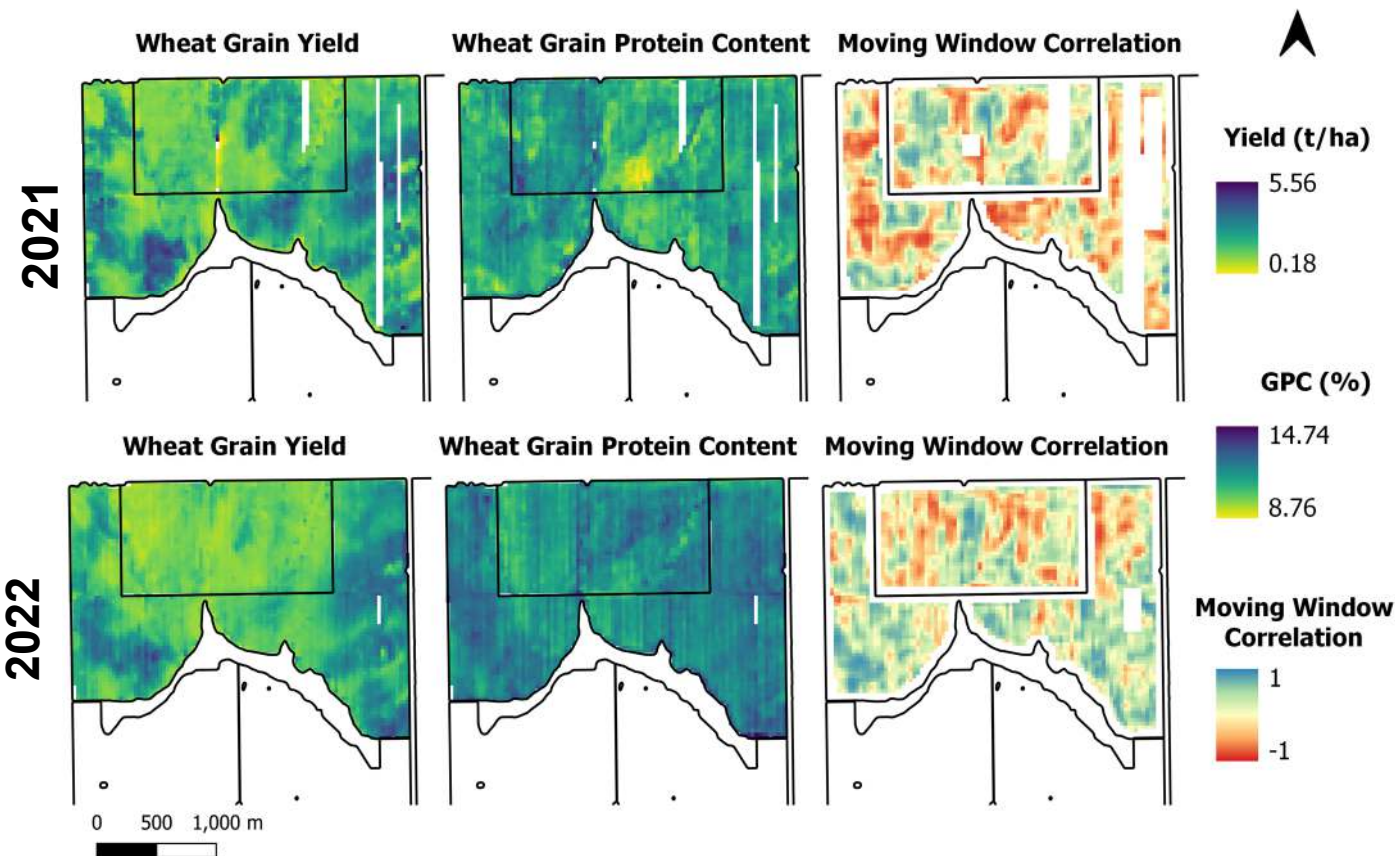 Wheat Grain Yield
Wheat Grain Protein Content
Moving Window Correlation
2021
Yield (t/ha)
5.56
0.18
GPC (%)
14.74
8.76
Wheat Grain Yield
Wheat Grain Protein Content
Moving Window Correlation
2022
Moving Window
Correlation
1
-1
0 500 1,000 m